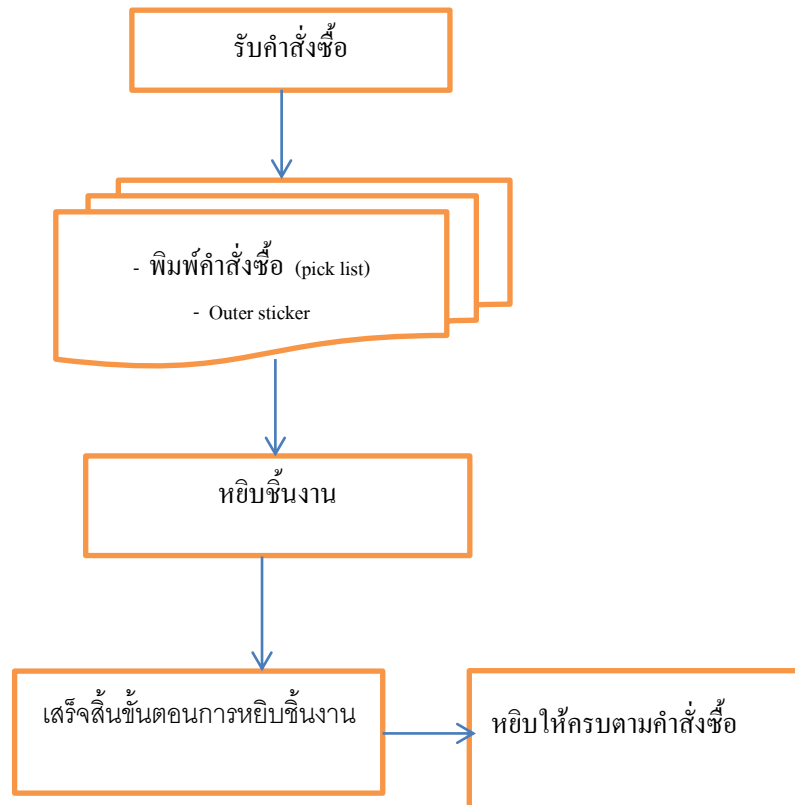 รับคำสั่งซื้อ
- พิมพ์คำสั่งซื้อ (pick list)
- Outer sticker
หยิบชิ้นงาน
เสร็จสิ้นขั้นตอนการหยิบชิ้นงาน
หยิบให้ครบตามคำสั่งซื้อ